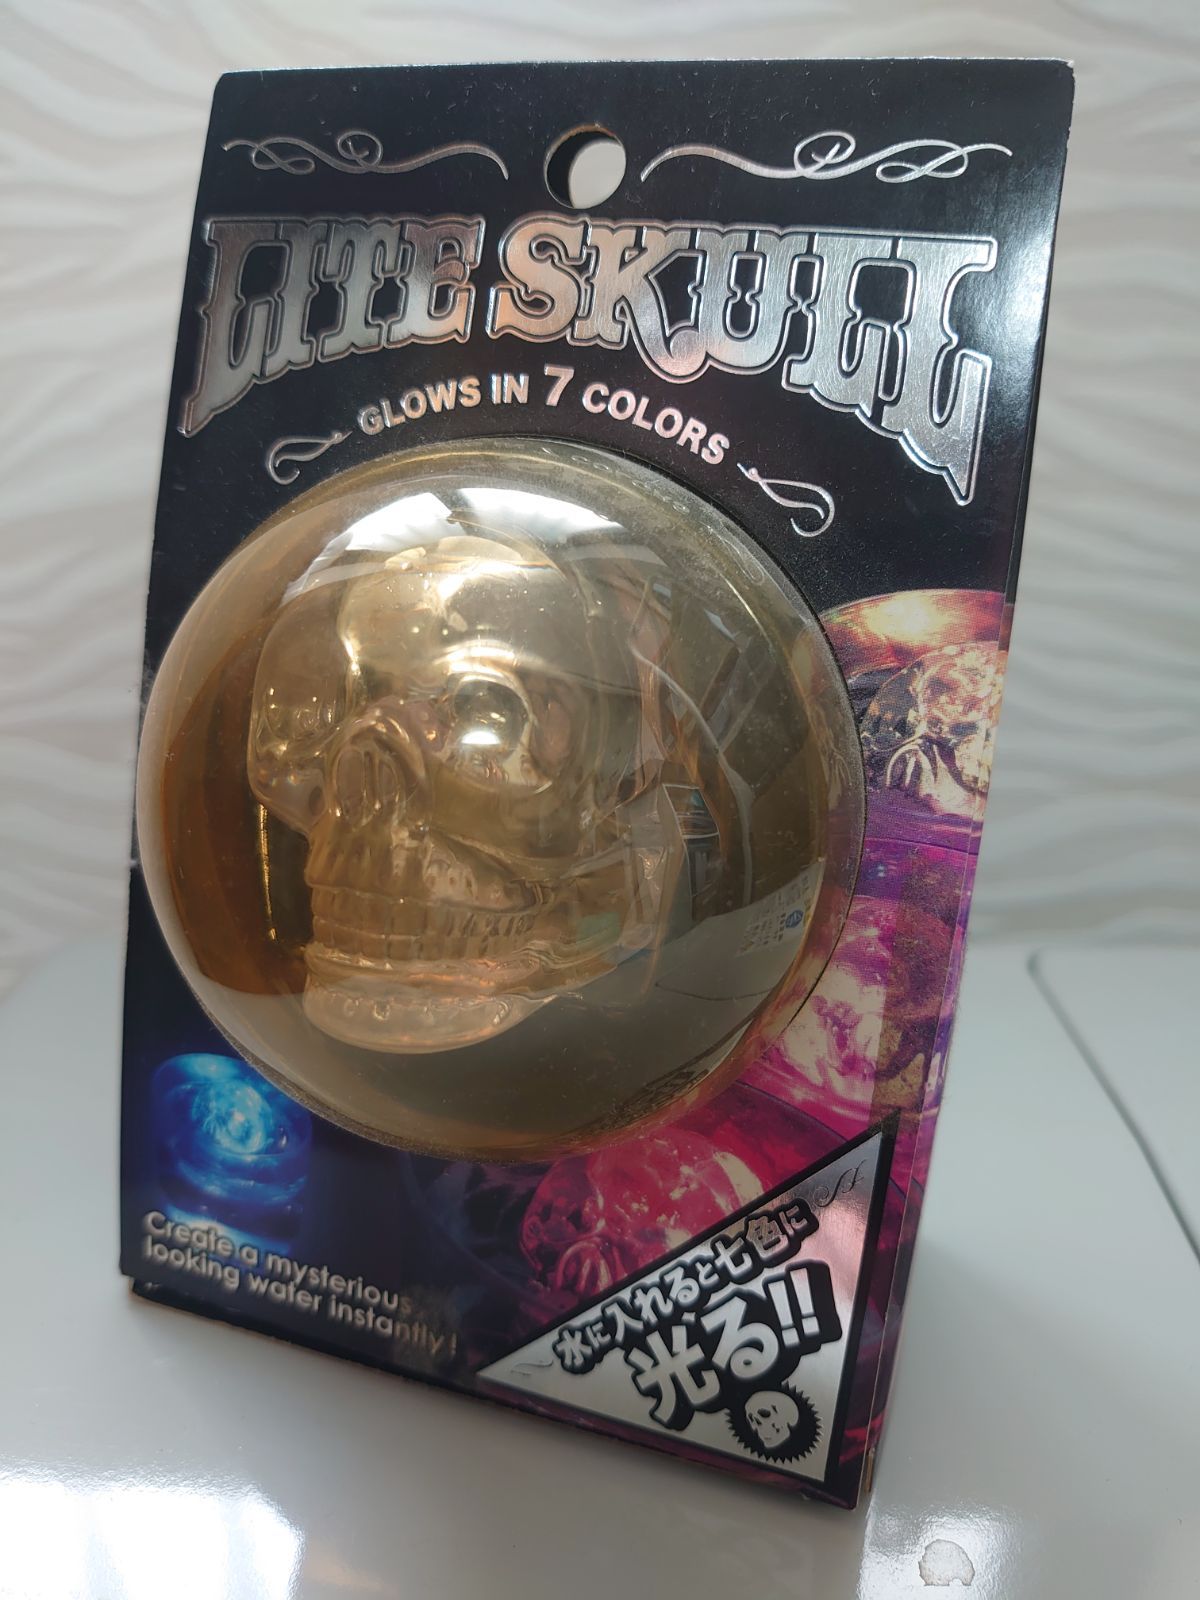 LITE SKULL
GLOWS IN 7 COLORS
Create a mysterious
looking water instantly!
水に入れると七色に
光る!!